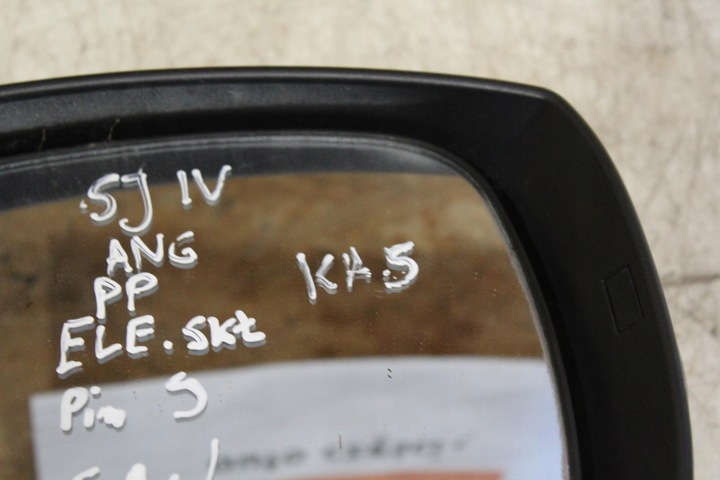 SJ IV
ANG
PP
KA5
ELE.Skt
Pin 5